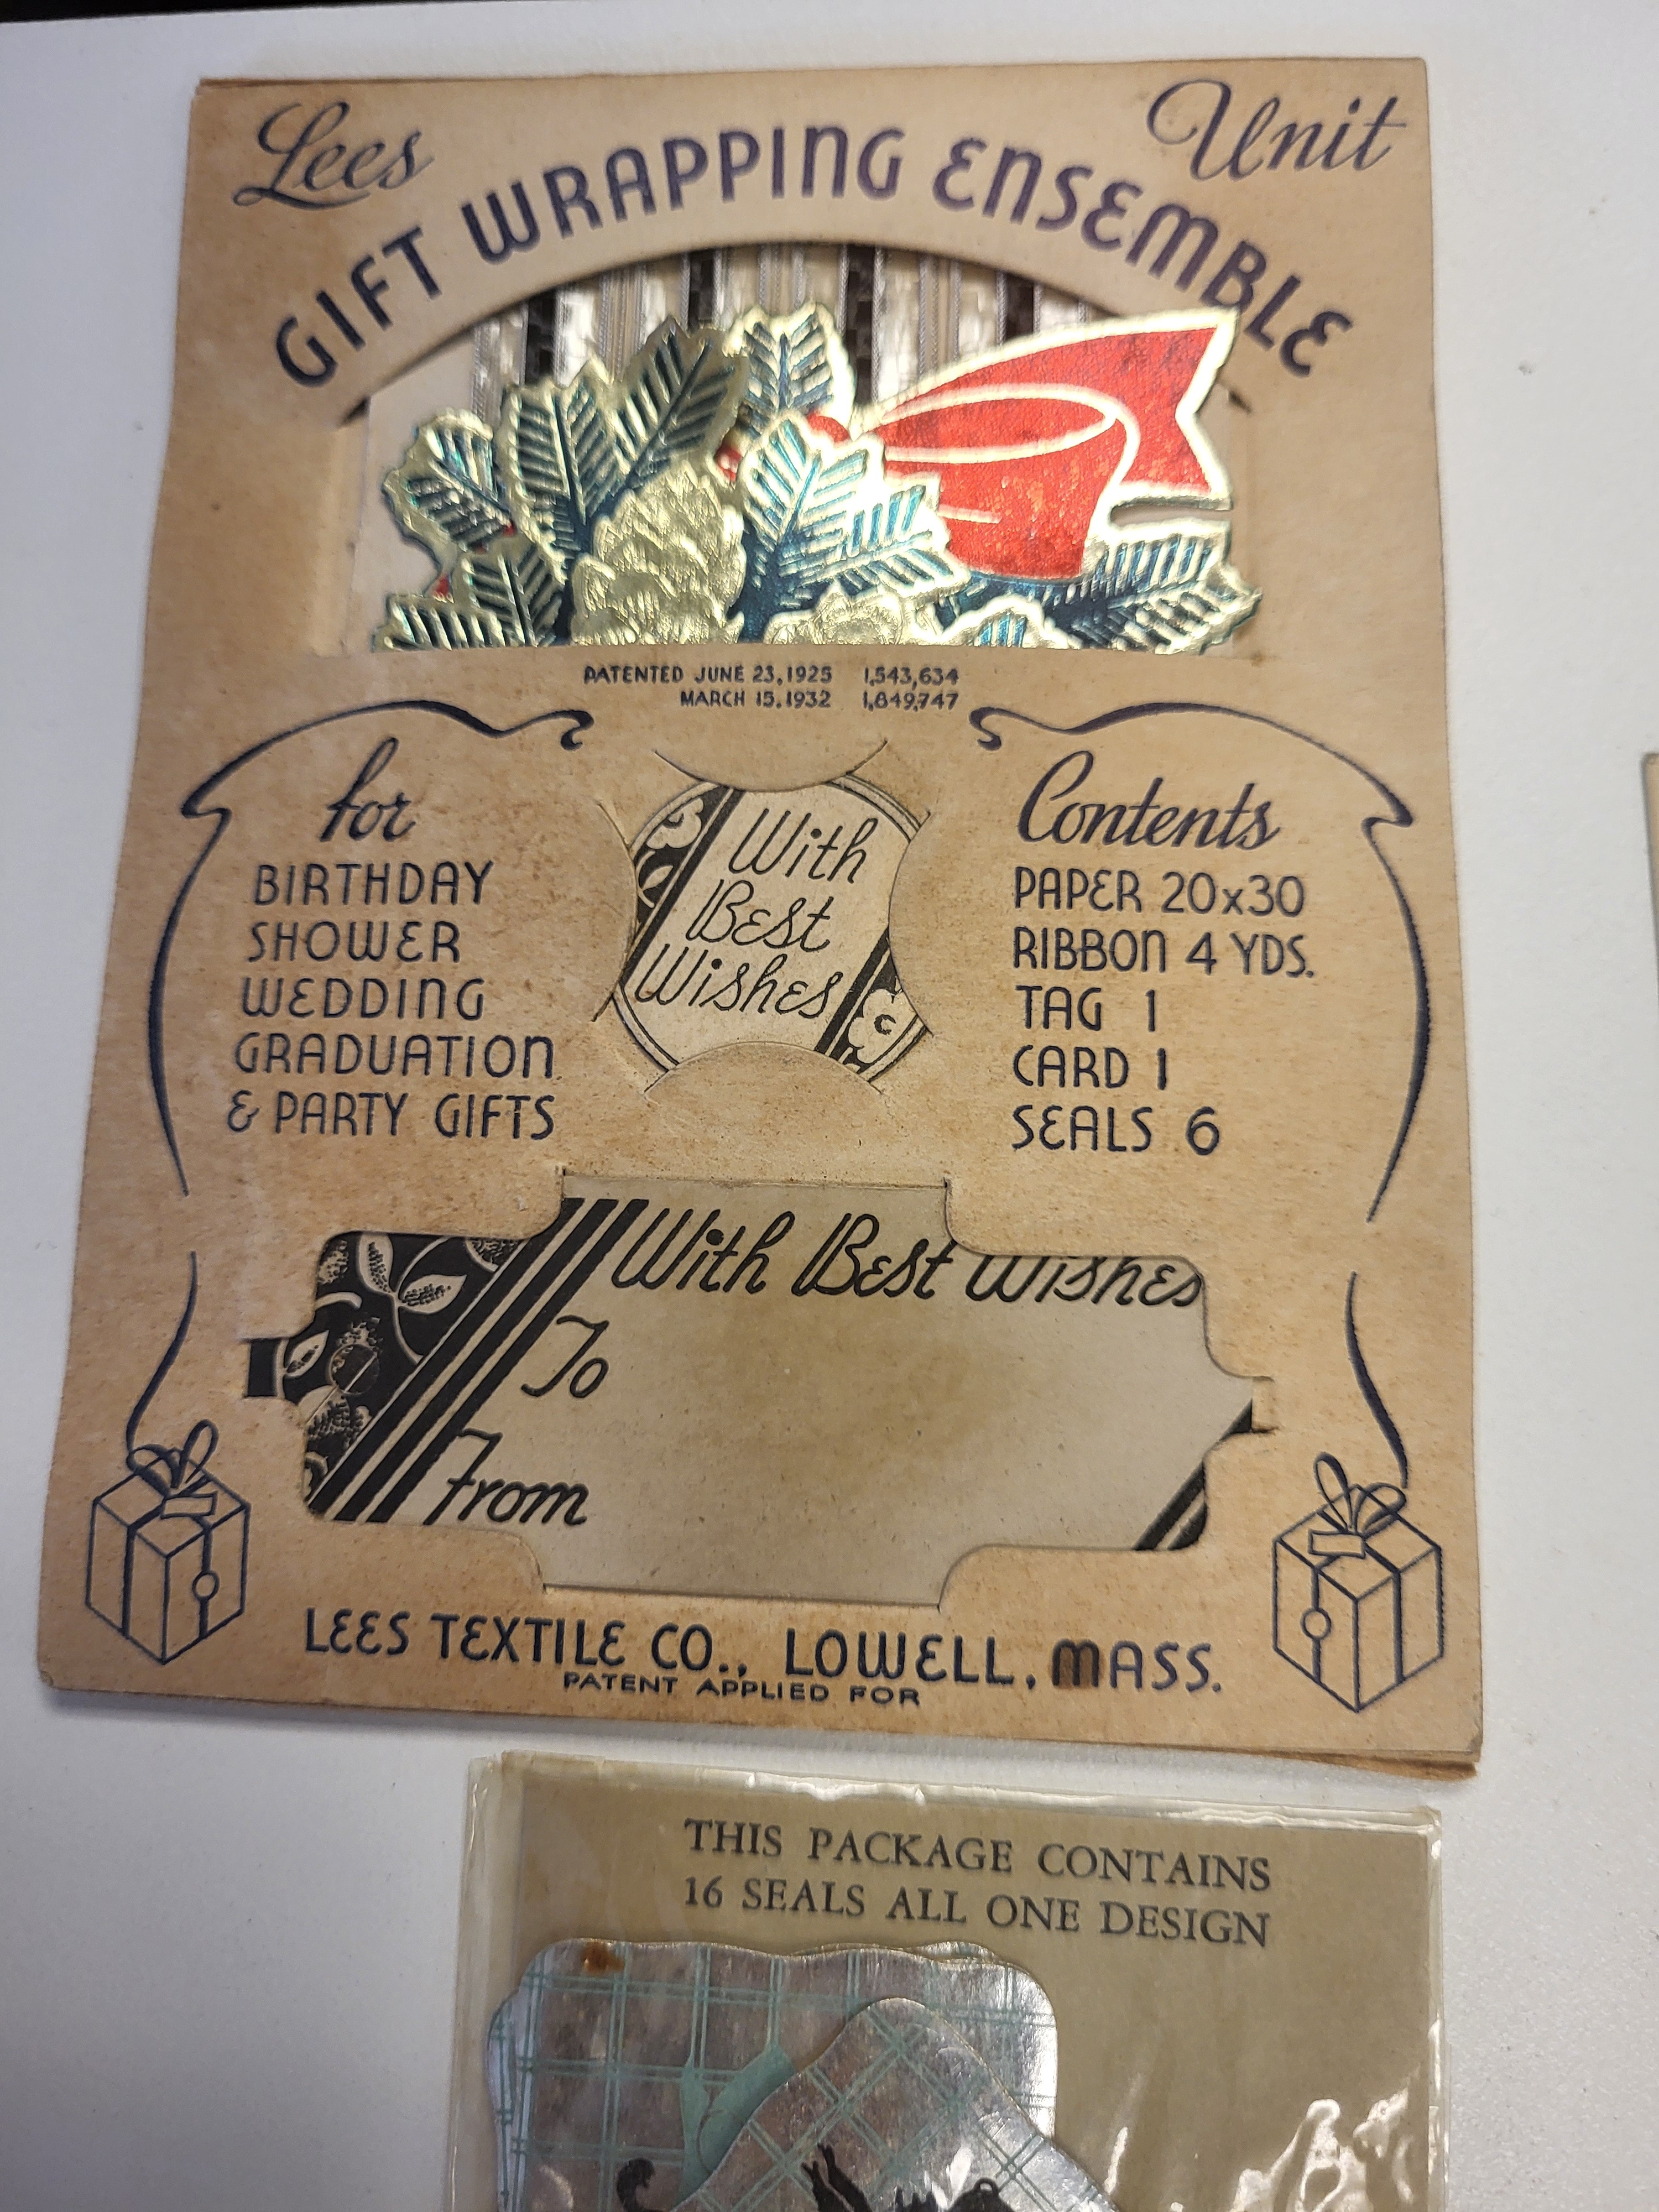 Lees Unit
GIFT WRAPPING ENSEMBLE
PATENTED JUNE 23, 1925 1,543,634
MARCH 15, 1932 1,849,747
for
BIRTHDAY
SHOWER
WEDDING
GRADUATION
& PARTY GIFTS
With
Best
Wishes
Contents
PAPER 20x30
RIBBON 4 YDS.
TAG 1
CARD 1
SEALS 6
With Best Wishes
To
From
LEES TEXTILE CO., LOWELL, MASS.
PATENT APPLIED FOR
THIS PACKAGE CONTAINS
16 SEALS ALL ONE DESIGN